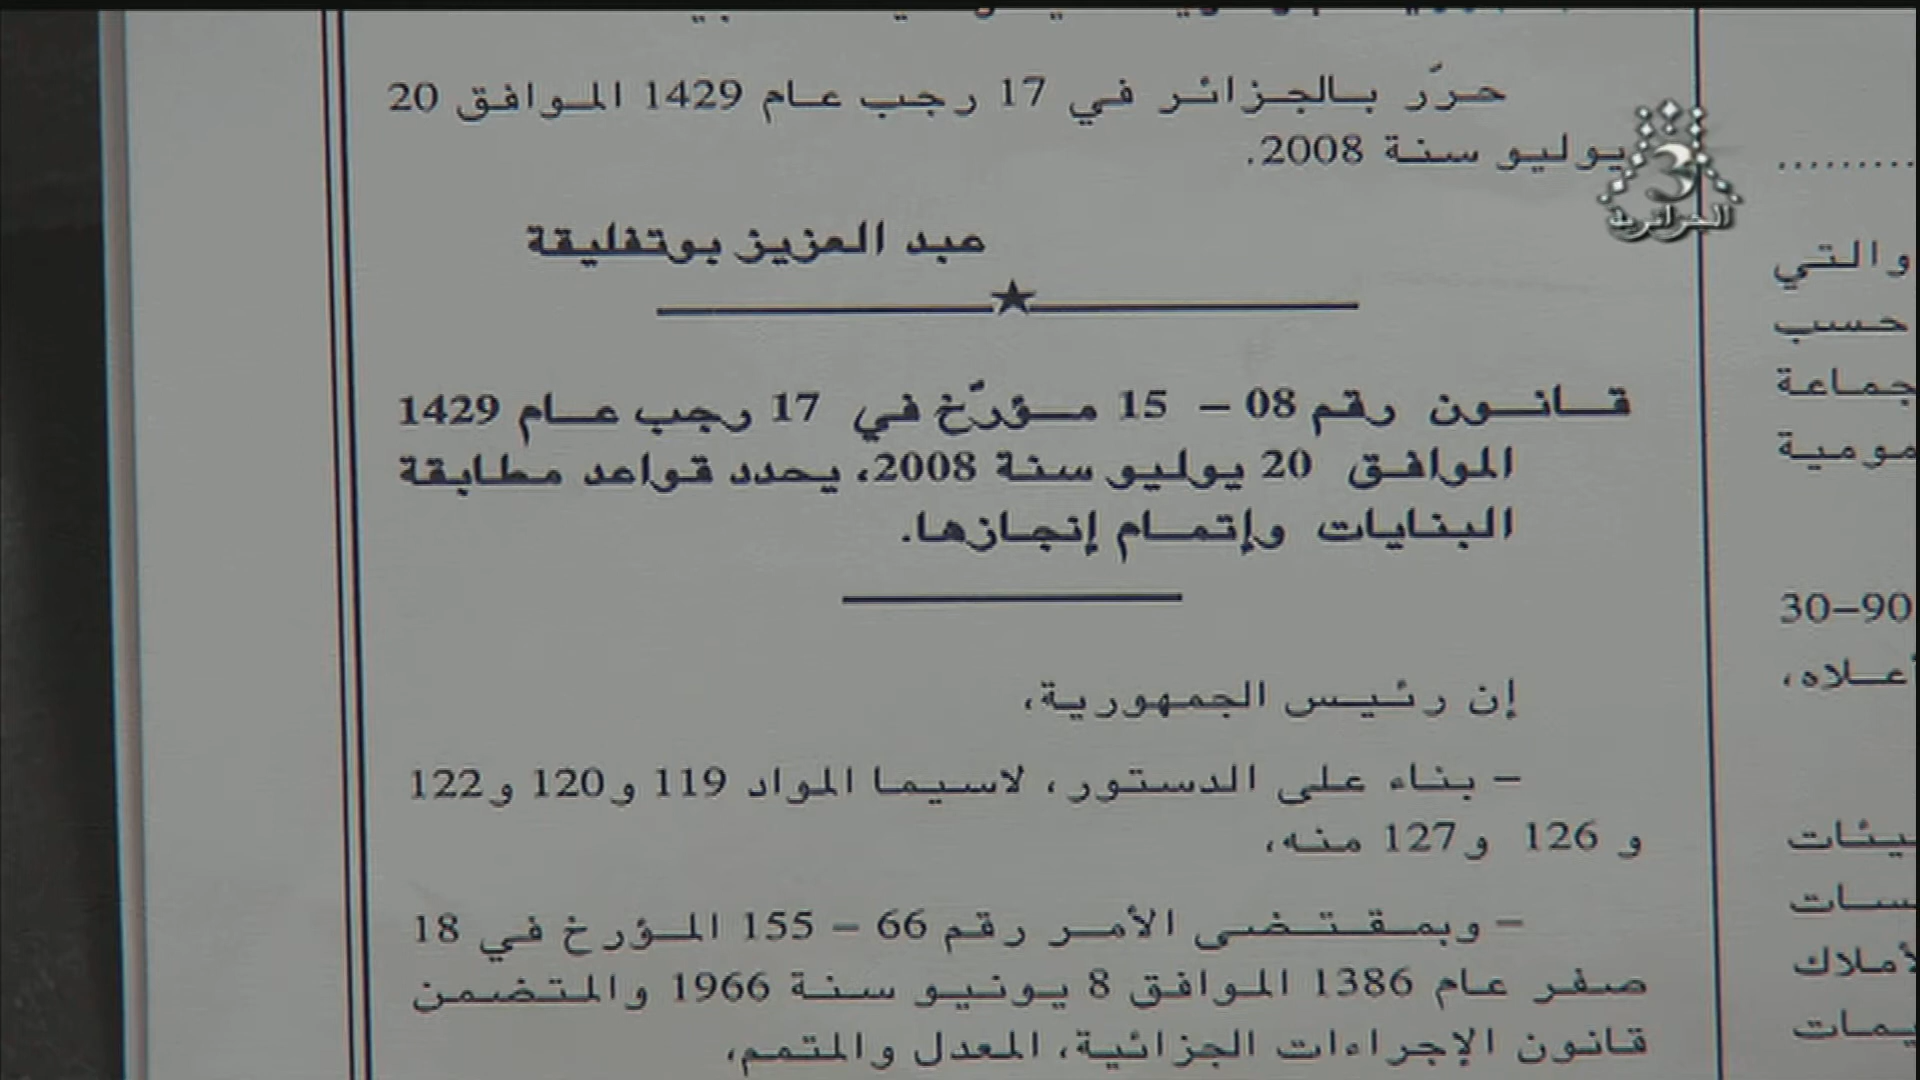 حرّر بالجزائر في 17 رجب عام 1429 الموافق 20
يوليو سنة 2008.
عبد العزيز بوتفليقة
قانون رقم 08 – 15 مؤرّخ في 17 رجب عام 1429
الموافق 20 يوليو سنة 2008، يحدد قواعد مطابقة
البنايات وإتمام إنجازها.
إن رئيس الجمهورية،
– بناء على الدستور، لاسيما المواد 119 و120 و122
و 126 و127 منه،
– وبمقتضى الأمر رقم 66 – 155 المؤرخ في 18
صفر عام 1386 الموافق 8 يونيو سنة 1966 والمتضمن
قانون الإجراءات الجزائية، المعدل والمتمم،
3
الجزائرية
.........
والتي
حسب
30–90
أعلاه،